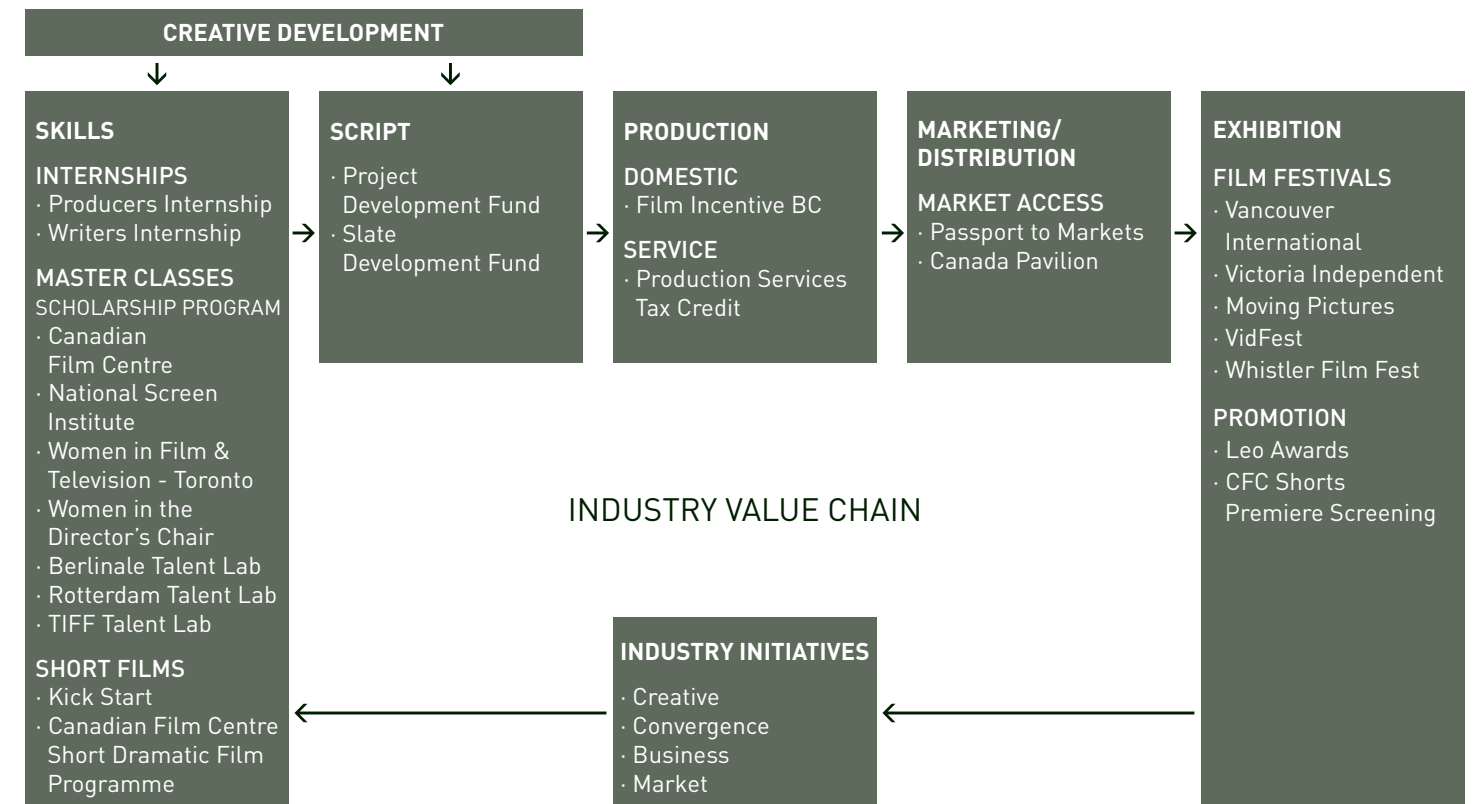 CREATIVE DEVELOPMENT
SKILLS
INTERNSHIPS
· Producers Internship
· Writers Internship
MASTER CLASSES
SCHOLARSHIP PROGRAM
· Canadian
Film Centre
· National Screen
Institute
· Women in Film &
Television - Toronto
· Women in the
Director’s Chair
· Berlinale Talent Lab
· Rotterdam Talent Lab
· TIFF Talent Lab
SHORT FILMS
· Kick Start
· Canadian Film Centre
Short Dramatic Film
Programme
SCRIPT
· Project
Development Fund
· Slate
Development Fund
PRODUCTION
DOMESTIC
· Film Incentive BC
SERVICE
· Production Services
Tax Credit
MARKETING/
DISTRIBUTION
MARKET ACCESS
· Passport to Markets
· Canada Pavilion
EXHIBITION
FILM FESTIVALS
· Vancouver
International
· Victoria Independent
· Moving Pictures
· VidFest
· Whistler Film Fest
PROMOTION
· Leo Awards
· CFC Shorts
Premiere Screening
INDUSTRY VALUE CHAIN
INDUSTRY INITIATIVES
· Creative
· Convergence
· Business
· Market